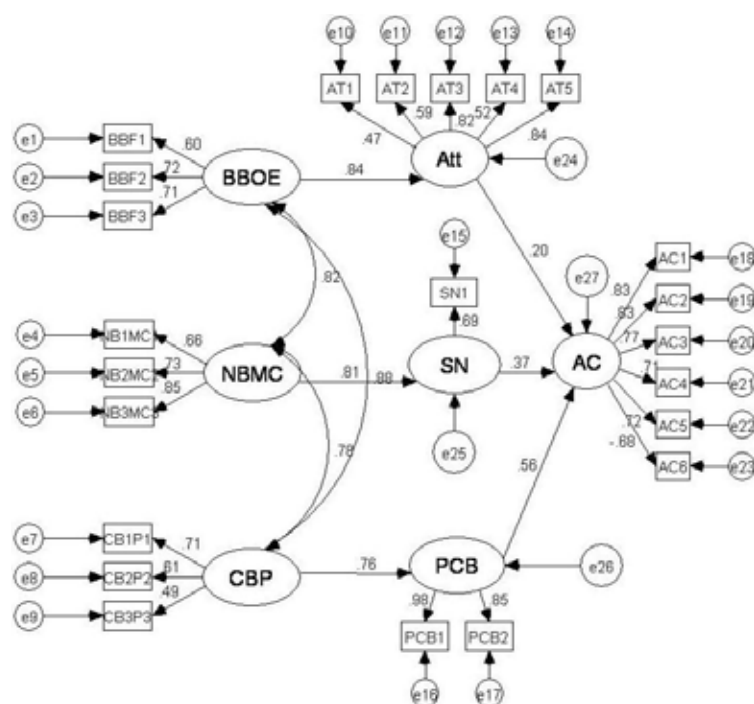 e10 e11 e12 e13 e14
AT1 AT2 AT3 AT4 AT5
.47 .59 .82 .52 .84
e1 BBF1 .60
e2 BBF2 .72
e3 BBF3 .71
BBOE .84 Att e24
.82
.20
e15
SN1
.69
e27
e4 NB1MC .66
e5 NB2MC .73
e6 NB3MC .85
NBMC .81 .88 SN .37 AC
e25
.83 AC1 e18
.83 AC2 e19
.77 AC3 e20
.71 AC4 e21
.72 AC5 e22
-.68 AC6 e23
.78
.56
e7 CB1P1 .71
e8 CB2P2 .61
e9 CB3P3 .49
CBP .76 PCB e26
.98 .85
PCB1 PCB2
e16 e17